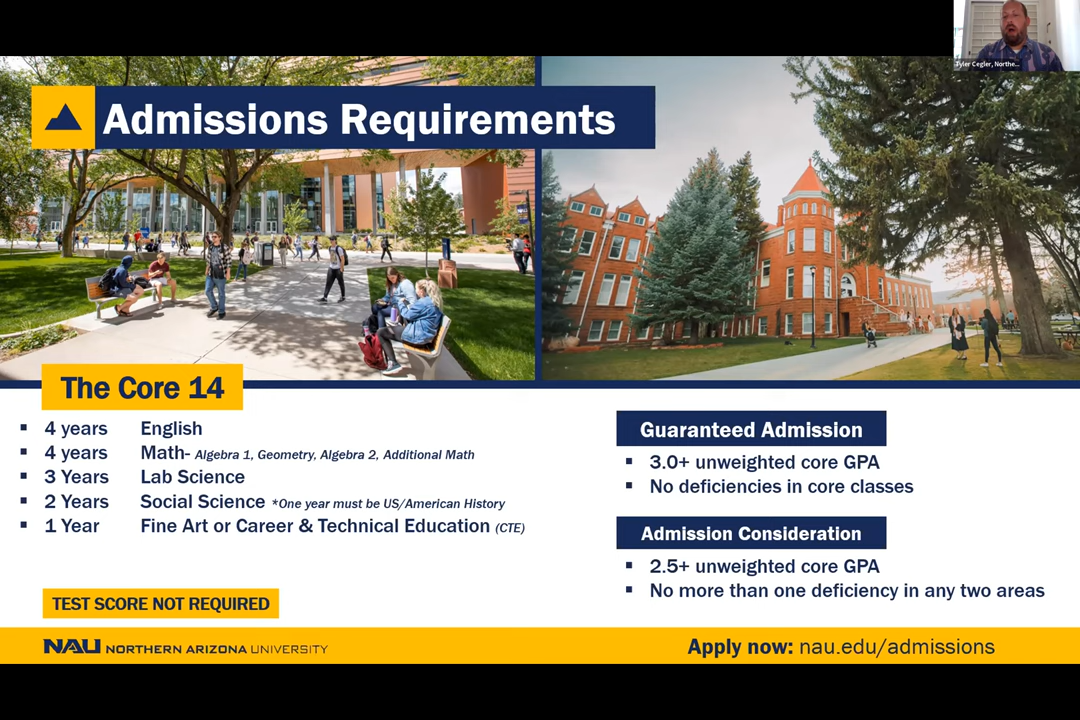 Tyler Cegler, Northe...
Admissions Requirements
The Core 14
▪ 4 years English
▪ 4 years Math- Algebra 1, Geometry, Algebra 2, Additional Math
▪ 3 Years Lab Science
▪ 2 Years Social Science *One year must be US/American History
▪ 1 Year Fine Art or Career & Technical Education (CTE)
TEST SCORE NOT REQUIRED
Guaranteed Admission
▪ 3.0+ unweighted core GPA
▪ No deficiencies in core classes
Admission Consideration
▪ 2.5+ unweighted core GPA
▪ No more than one deficiency in any two areas
NAU NORTHERN ARIZONA UNIVERSITY
Apply now: nau.edu/admissions